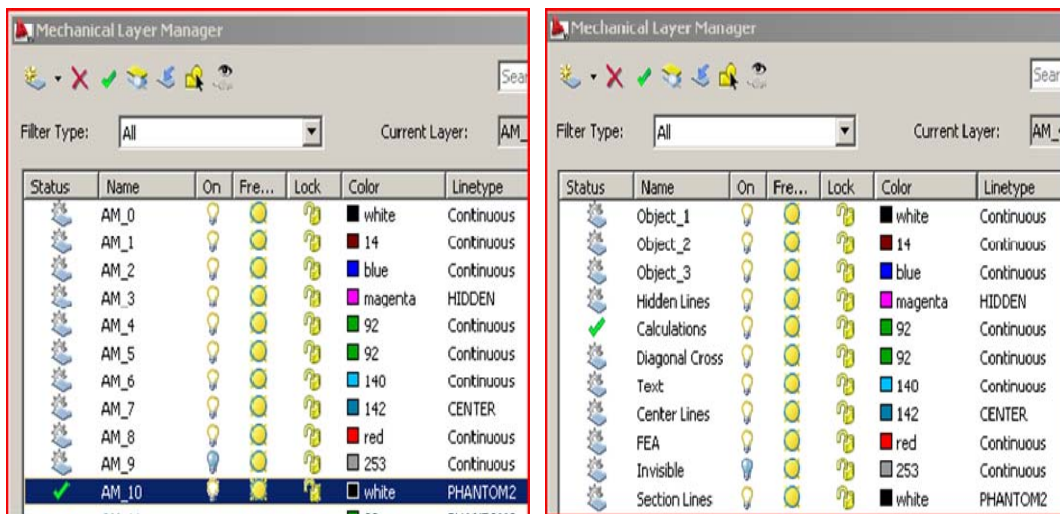 Mechanical Layer Manager
Sear
Filter Type: All Current Layer: AM_
Status Name On Fre... Lock Color Linetype
AM_0 white Continuous
AM_1 14 Continuous
AM_2 blue Continuous
AM_3 magenta HIDDEN
AM_4 92 Continuous
AM_5 92 Continuous
AM_6 140 Continuous
AM_7 142 CENTER
AM_8 red Continuous
AM_9 253 Continuous
AM_10 white PHANTOM2
Mechanical Layer Manager
Sear
Filter Type: All Current Layer: AM_
Status Name On Fre... Lock Color Linetype
Object_1 white Continuous
Object_2 14 Continuous
Object_3 blue Continuous
Hidden Lines magenta HIDDEN
Calculations 92 Continuous
Diagonal Cross 92 Continuous
Text 140 Continuous
Center Lines 142 CENTER
FEA red Continuous
Invisible 253 Continuous
Section Lines white PHANTOM2